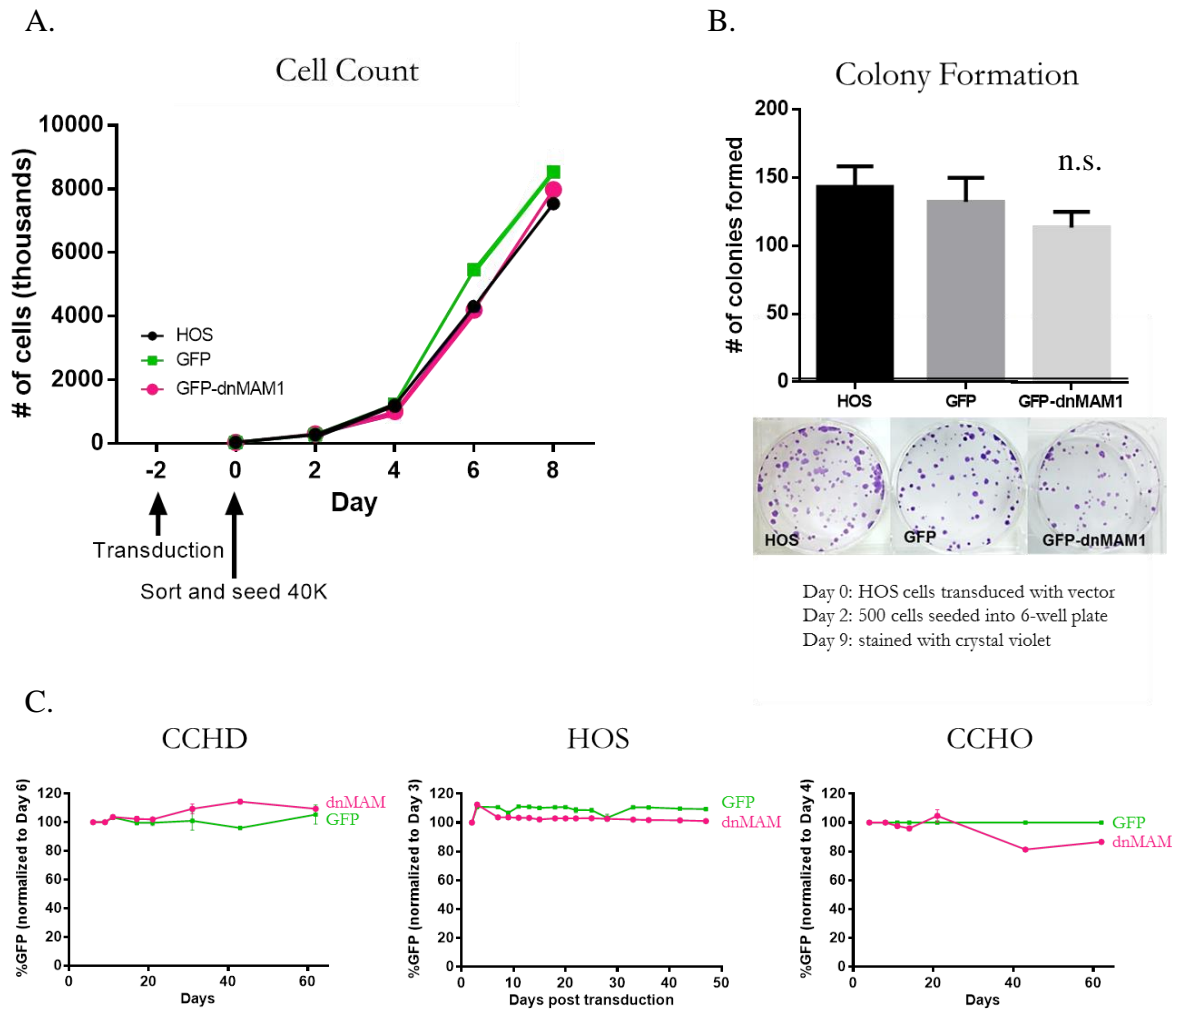 A.
Cell Count
# of cells (thousands)
10000
8000
6000
4000
2000
0
HOS
GFP
GFP-dnMAM1
-2 0 2 4 6 8
Day
Transduction
Sort and seed 40K
B.
Colony Formation
# of colonies formed
200
150
100
50
0
n.s.
HOS GFP GFP-dnMAM1
HOS GFP GFP-dnMAM1
Day 0: HOS cells transduced with vector
Day 2: 500 cells seeded into 6-well plate
Day 9: stained with crystal violet
C.
CCHD
%GFP (normalized to Day 6)
120
100
80
60
40
20
0
0 20 40 60
Days
dnMAM
GFP
HOS
%GFP (normalized to Day 3)
120
100
80
60
40
20
0
0 10 20 30 40 50
Days post transduction
GFP
dnMAM
CCHO
%GFP (normalized to Day 4)
120
100
80
60
40
20
0
0 20 40 60
Days
GFP
dnMAM